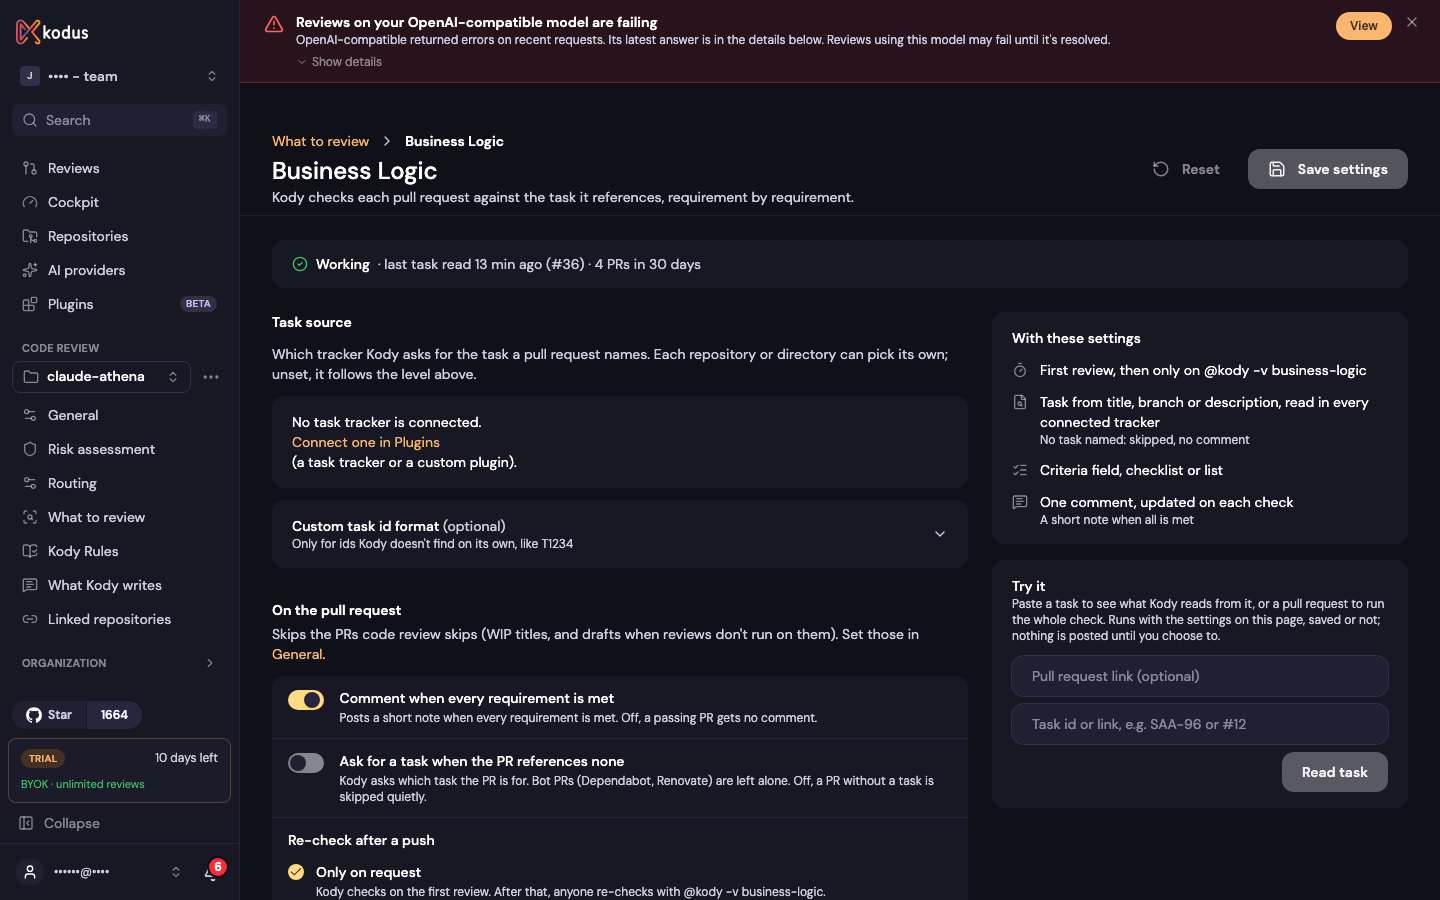 kodus
J •••• - team
Search ⌘K
Reviews
Cockpit
Repositories
AI providers
Plugins BETA
CODE REVIEW
claude-athena
General
Risk assessment
Routing
What to review
Kody Rules
What Kody writes
Linked repositories
ORGANIZATION
Star 1664
TRIAL 10 days left
BYOK · unlimited reviews
Collapse
••••••@•••• 6
Reviews on your OpenAI-compatible model are failing
OpenAI-compatible returned errors on recent requests. Its latest answer is in the details below. Reviews using this model may fail until it's resolved.
Show details
View
What to review > Business Logic
Business Logic
Kody checks each pull request against the task it references, requirement by requirement.
Reset
Save settings
Working · last task read 13 min ago (#36) · 4 PRs in 30 days
Task source
Which tracker Kody asks for the task a pull request names. Each repository or directory can pick its own;
unset, it follows the level above.
No task tracker is connected.
Connect one in Plugins
(a task tracker or a custom plugin).
Custom task id format (optional)
Only for ids Kody doesn't find on its own, like T1234
On the pull request
Skips the PRs code review skips (WIP titles, and drafts when reviews don't run on them). Set those in
General.
Comment when every requirement is met
Posts a short note when every requirement is met. Off, a passing PR gets no comment.
Ask for a task when the PR references none
Kody asks which task the PR is for. Bot PRs (Dependabot, Renovate) are left alone. Off, a PR without a task is
skipped quietly.
Re-check after a push
Only on request
Kody checks on the first review. After that, anyone re-checks with @kody -v business-logic.
With these settings
First review, then only on @kody -v business-logic
Task from title, branch or description, read in every
connected tracker
No task named: skipped, no comment
Criteria field, checklist or list
One comment, updated on each check
A short note when all is met
Try it
Paste a task to see what Kody reads from it, or a pull request to run
the whole check. Runs with the settings on this page, saved or not;
nothing is posted until you choose to.
Pull request link (optional)
Task id or link, e.g. SAA-96 or #12
Read task